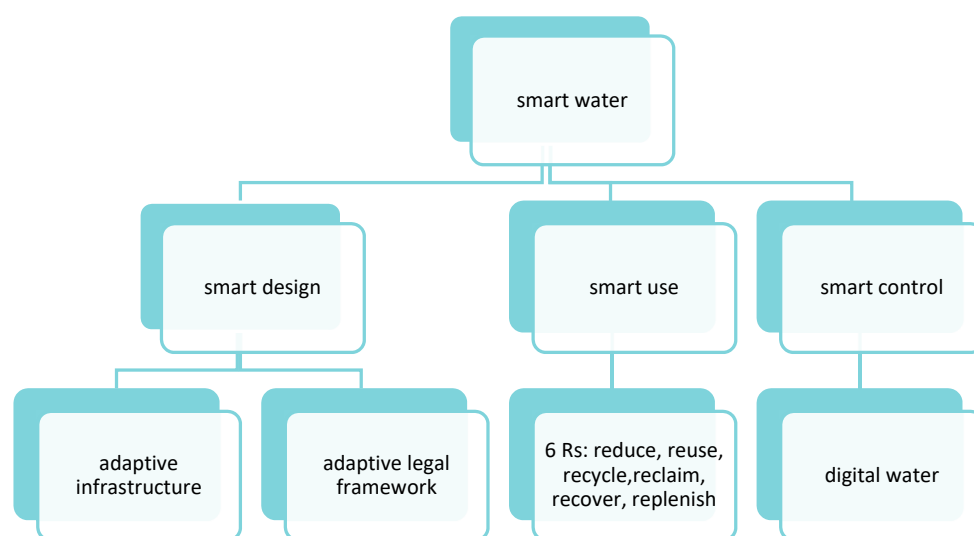 smart water
smart design
smart use
smart control
adaptive
infrastructure
adaptive legal
framework
6 Rs: reduce, reuse,
recycle,reclaim,
recover, replenish
digital water